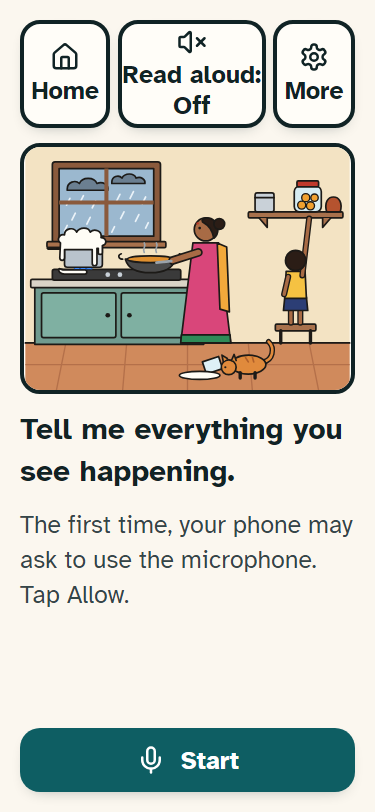 Home
Read aloud:
Off
More
Tell me everything you
see happening.
The first time, your phone may
ask to use the microphone.
Tap Allow.
Start